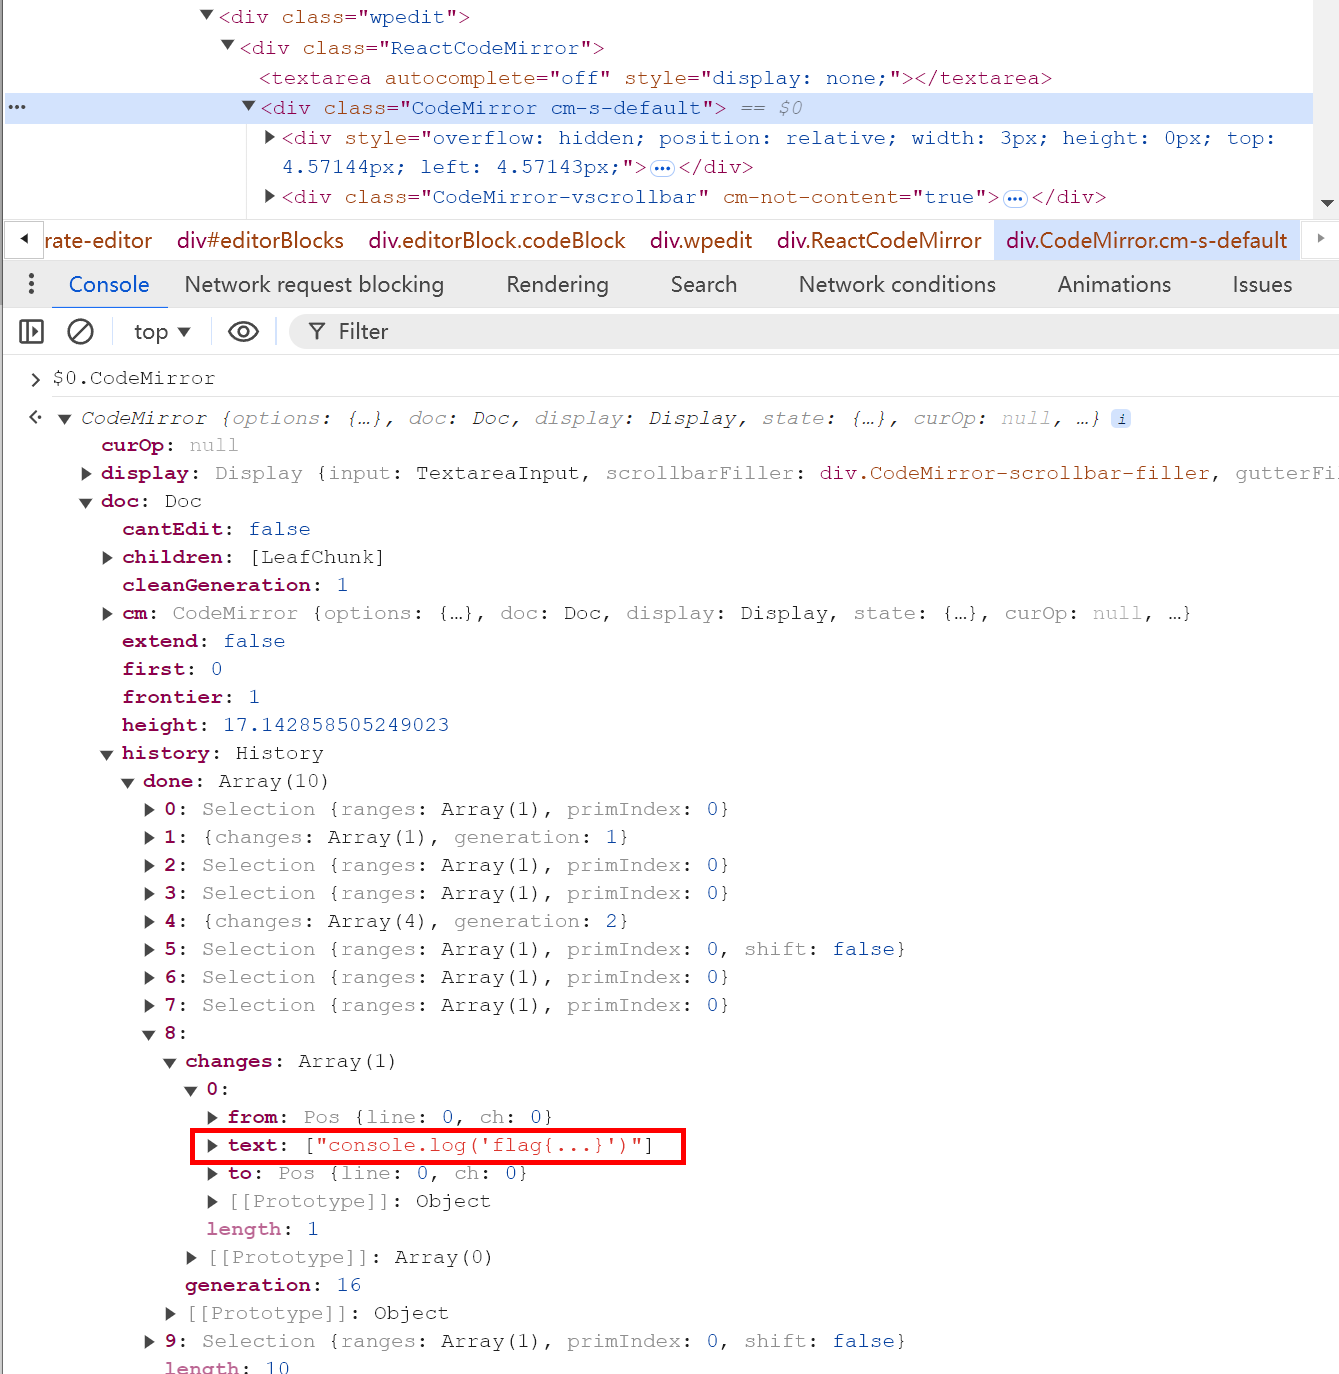 ▼<div class="wpedit">
▼<div class="ReactCodeMirror">
<textarea autocomplete="off" style="display: none;"></textarea>
••• ▼<div class="CodeMirror cm-s-default"> == $0
▶<div style="overflow: hidden; position: relative; width: 3px; height: 0px; top:
4.57144px; left: 4.57143px;">…</div>
▶<div class="CodeMirror-vscrollbar" cm-not-content="true">…</div>
rate-editor div#editorBlocks div.editorBlock.codeBlock div.wpedit div.ReactCodeMirror div.CodeMirror.cm-s-default
Console Network request blocking Rendering Search Network conditions Animations Issues
top ▼ Filter
> $0.CodeMirror
▼ CodeMirror {options: {…}, doc: Doc, display: Display, state: {…}, curOp: null, …} i
curOp: null
▶ display: Display {input: TextareaInput, scrollbarFiller: div.CodeMirror-scrollbar-filler, gutterFi
▼ doc: Doc
cantEdit: false
▶ children: [LeafChunk]
cleanGeneration: 1
▶ cm: CodeMirror {options: {…}, doc: Doc, display: Display, state: {…}, curOp: null, …}
extend: false
first: 0
frontier: 1
height: 17.142858505249023
▼ history: History
▼ done: Array(10)
▶ 0: Selection {ranges: Array(1), primIndex: 0}
▶ 1: {changes: Array(1), generation: 1}
▶ 2: Selection {ranges: Array(1), primIndex: 0}
▶ 3: Selection {ranges: Array(1), primIndex: 0}
▶ 4: {changes: Array(4), generation: 2}
▶ 5: Selection {ranges: Array(1), primIndex: 0, shift: false}
▶ 6: Selection {ranges: Array(1), primIndex: 0}
▶ 7: Selection {ranges: Array(1), primIndex: 0}
▼ 8:
▼ changes: Array(1)
▼ 0:
▶ from: Pos {line: 0, ch: 0}
▶ text: ["console.log('flag{...}')"]
▶ to: Pos {line: 0, ch: 0}
▶ [[Prototype]]: Object
length: 1
▶ [[Prototype]]: Array(0)
generation: 16
▶ [[Prototype]]: Object
▶ 9: Selection {ranges: Array(1), primIndex: 0, shift: false}
length: 10